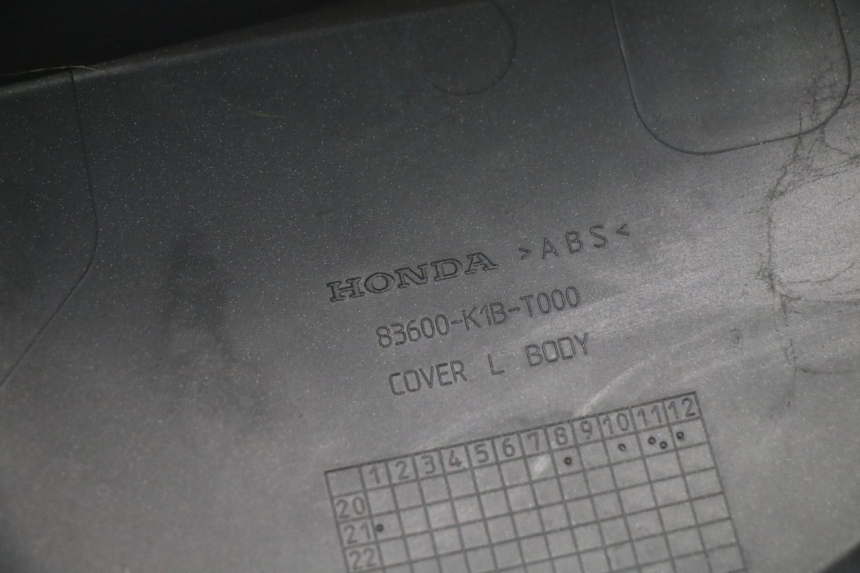 HONDA >ABS<
83600-K1B-T000
COVER L BODY
1 2 3 4 5 6 7 8 9 10 11 12
20
21
22